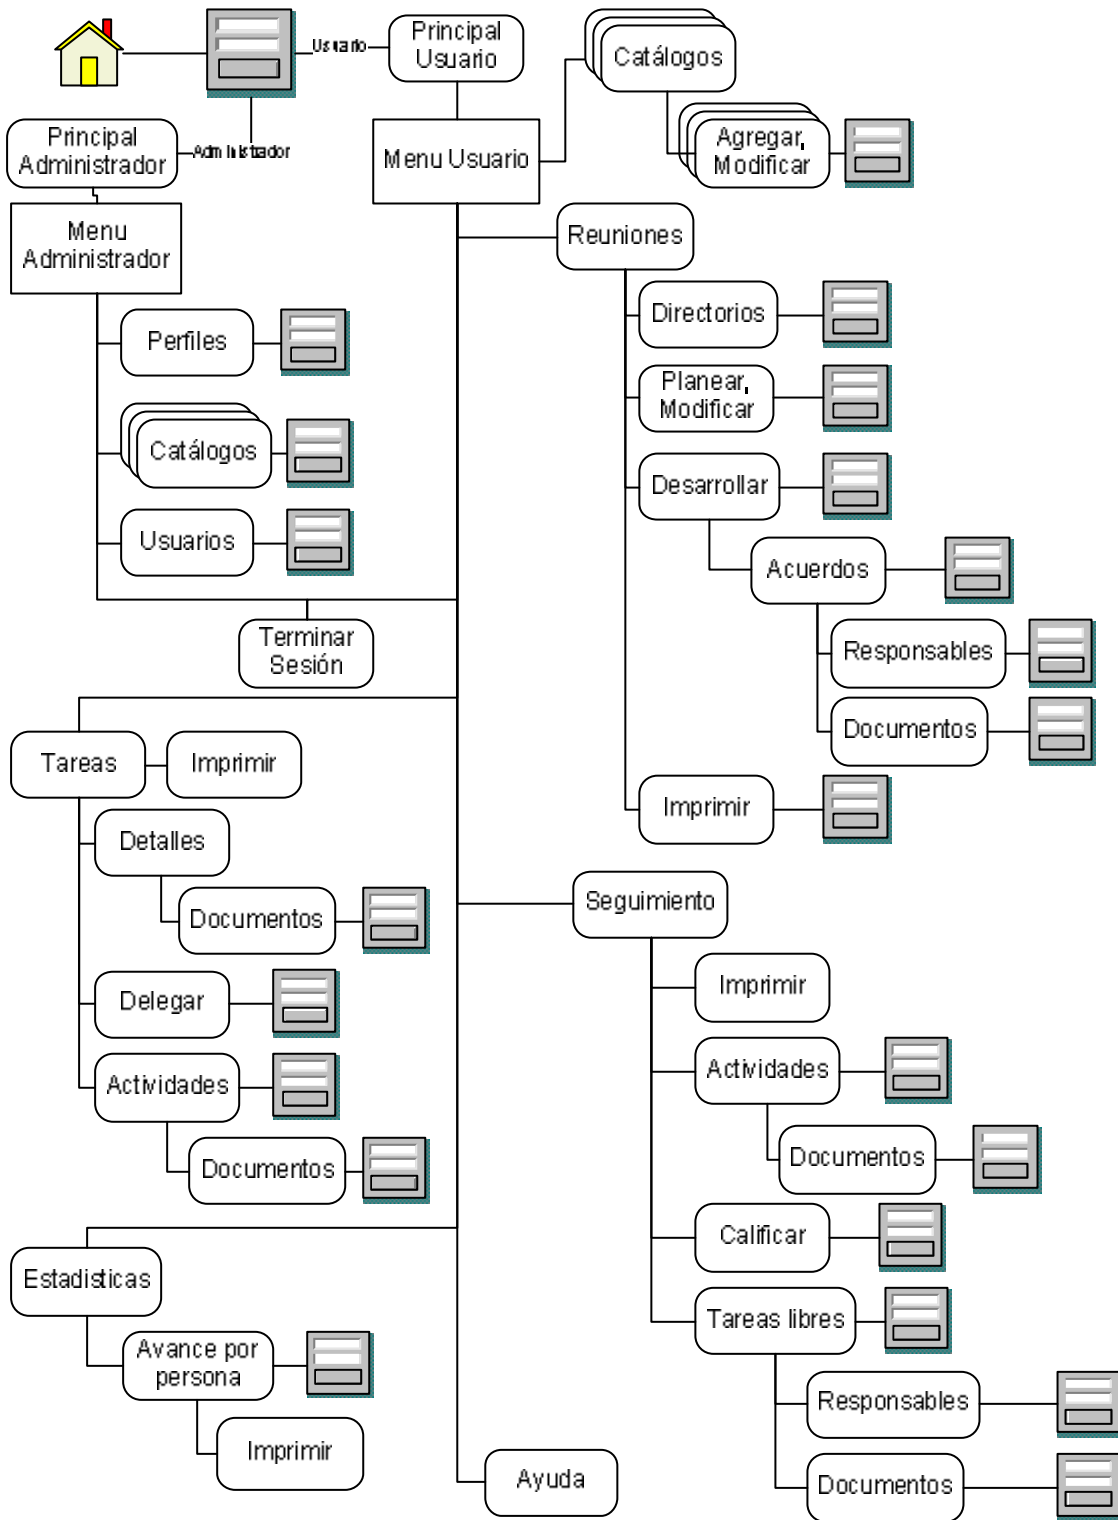 Usuario
Principal
Usuario
Catálogos
Agregar,
Modificar
Principal
Administrador
Administrador
Menu Usuario
Menu
Administrador
Reuniones
Perfiles
Directorios
Planear,
Modificar
Catálogos
Desarrollar
Usuarios
Acuerdos
Terminar
Sesión
Responsables
Documentos
Tareas
Imprimir
Imprimir
Detalles
Documentos
Seguimiento
Delegar
Imprimir
Actividades
Actividades
Documentos
Documentos
Calificar
Estadisticas
Tareas libres
Avance por
persona
Responsables
Imprimir
Ayuda
Documentos